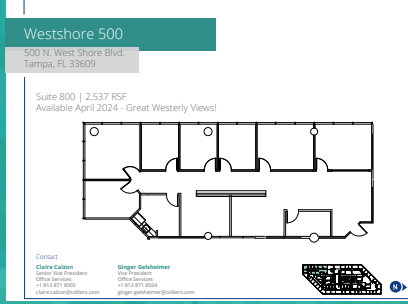 Westshore 500
500 N. West Shore Blvd.
Tampa, FL 33609
Suite 800 | 2,537 RSF
Available April 2024 - Great Westerly Views!
Contact
Claire Calzon
Senior Vice President
Office Services
+1 813 871 8500
claire.calzon@colliers.com
Ginger Gelsheimer
Vice President
Office Services
+1 813 871 8504
ginger.gelsheimer@colliers.com
N